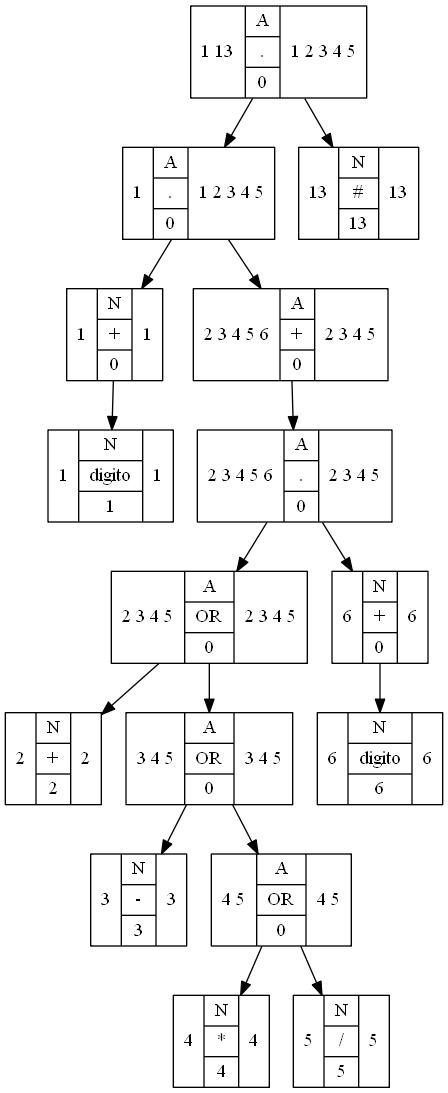 A
1 13 . 1 2 3 4 5
0
A
1 . 1 2 3 4 5
0
N
13 # 13
13
N
1 + 1
0
A
2 3 4 5 6 + 2 3 4 5
0
N
1 digito 1
1
A
2 3 4 5 6 . 2 3 4 5
0
A
2 3 4 5 OR 2 3 4 5
0
N
6 + 6
0
N
2 + 2
2
A
3 4 5 OR 3 4 5
0
N
6 digito 6
6
N
3 - 3
3
A
4 5 OR 4 5
0
N
4 * 4
4
N
5 / 5
5